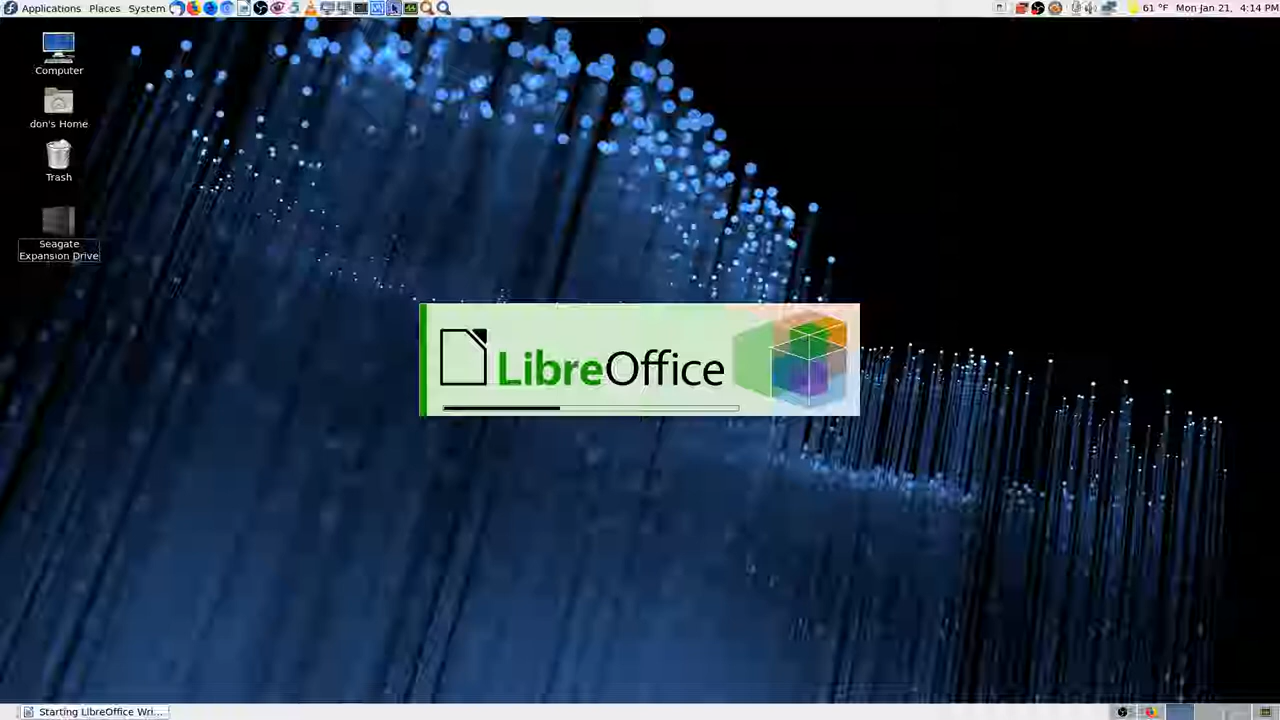 Applications Places System
61 °F Mon Jan 21, 4:14 PM
Computer
don's Home
Trash
Seagate
Expansion Drive
LibreOffice
Starting LibreOffice Wri...